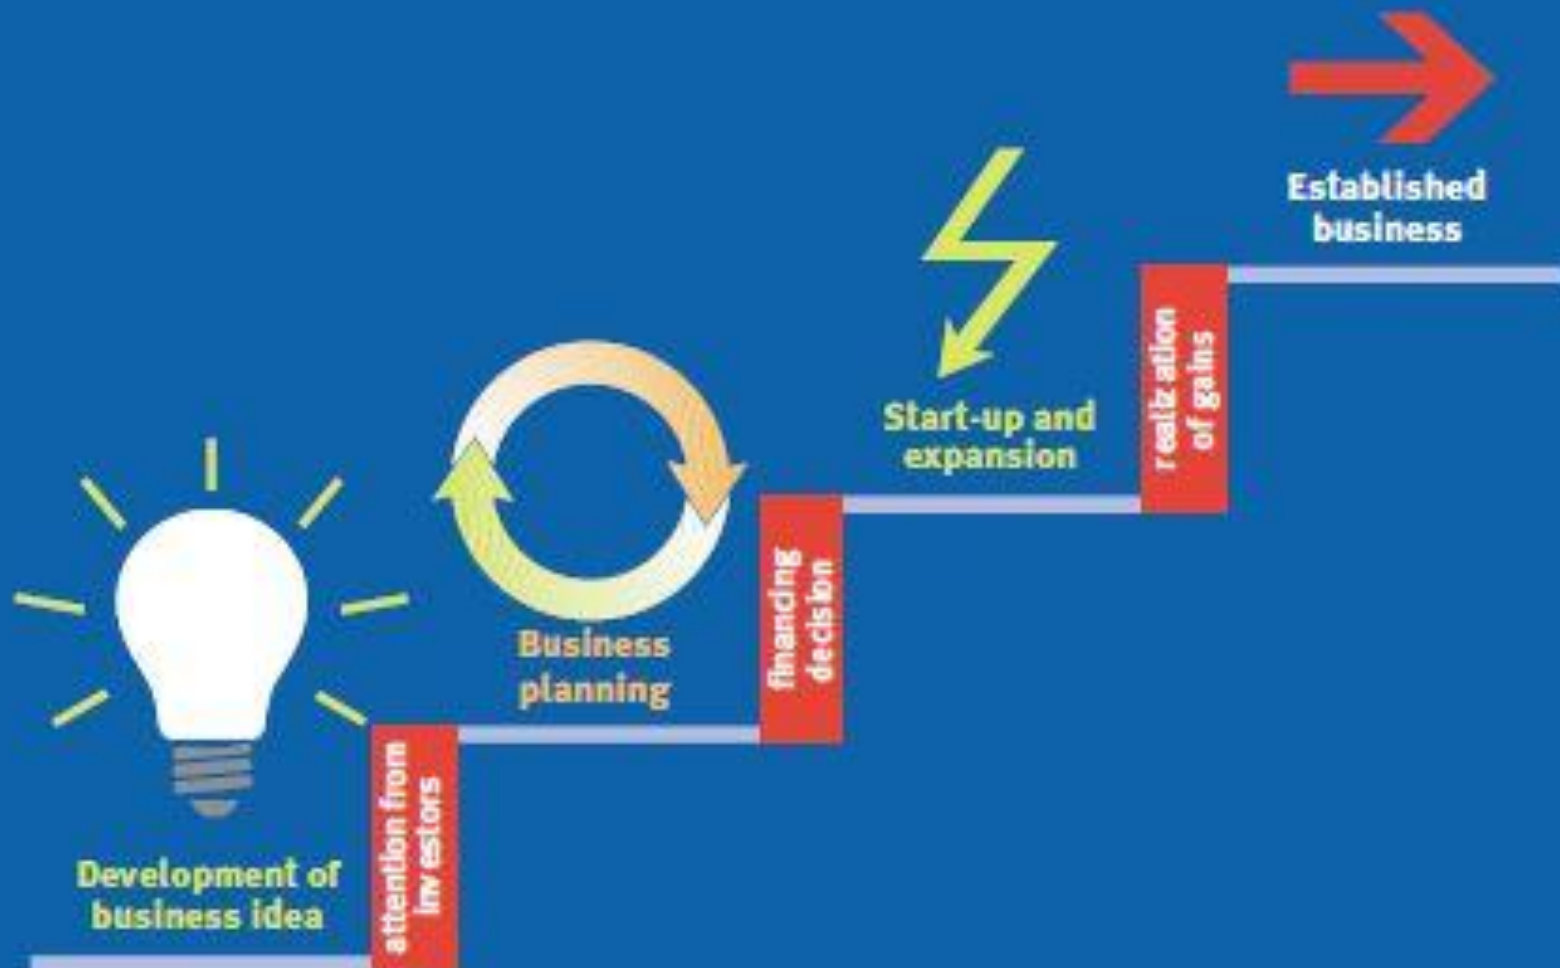 Development of
business idea
attention from
investors
Business
planning
financing
decision
Start-up and
expansion
realization
of gains
Established
business